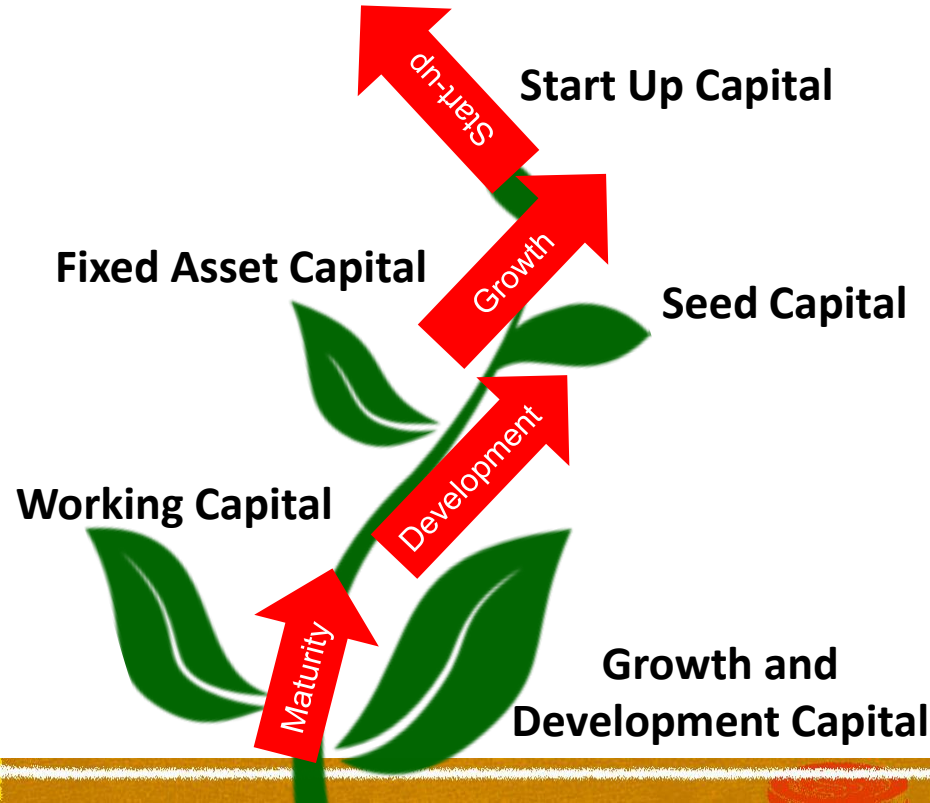 Start-up
Start Up Capital
Growth
Fixed Asset Capital
Seed Capital
Development
Working Capital
Maturity
Growth and
Development Capital